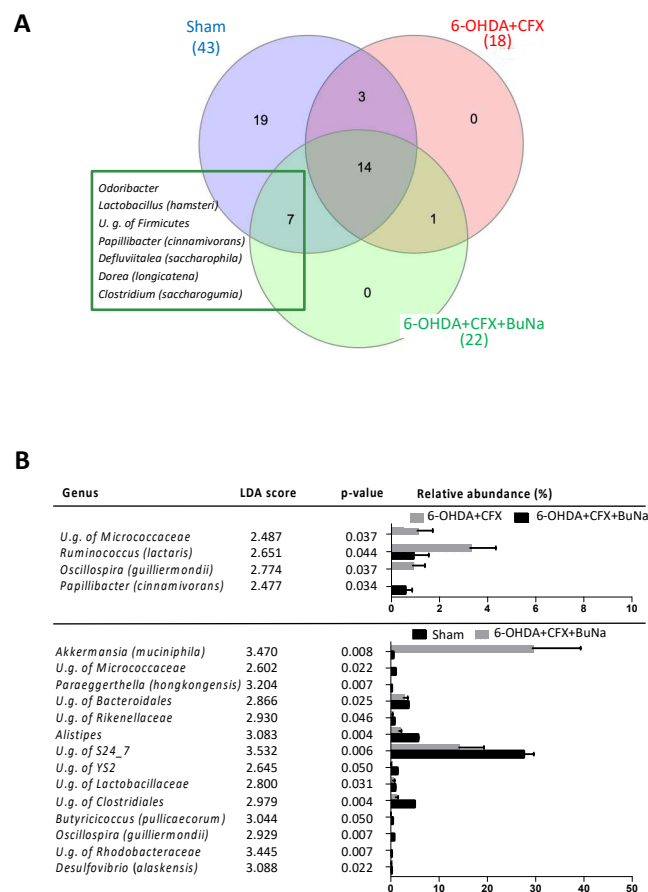 A
Sham
(43)
6-OHDA+CFX
(18)
3
19
0
14
7
1
0
Odoribacter
Lactobacillus (hamsteri)
U. g. of Firmicutes
Papillibacter (cinnamivorans)
Defluviitalea (saccharophila)
Dorea (longicatena)
Clostridium (saccharogumia)
6-OHDA+CFX+BuNa
(22)
B
Genus LDA score p-value Relative abundance (%)
6-OHDA+CFX 6-OHDA+CFX+BuNa
U.g. of Micrococcaceae 2.487 0.037
Ruminococcus (lactaris) 2.651 0.044
Oscillospira (guilliermondii) 2.774 0.037
Papillibacter (cinnamivorans) 2.477 0.034
0 2 4 6 8 10
Sham 6-OHDA+CFX+BuNa
Akkermansia (muciniphila) 3.470 0.008
U.g. of Micrococcaceae 2.602 0.022
Paraeggerthella (hongkongensis) 3.204 0.007
U.g. of Bacteroidales 2.866 0.025
U.g. of Rikenellaceae 2.930 0.046
Alistipes 3.083 0.004
U.g. of S24_7 3.532 0.006
U.g. of YS2 2.645 0.050
U.g. of Lactobacillaceae 2.800 0.031
U.g. of Clostridiales 2.979 0.004
Butyricicoccus (pullicaecorum) 3.044 0.050
Oscillospira (guilliermondii) 2.929 0.007
U.g. of Rhodobacteraceae 3.445 0.007
Desulfovibrio (alaskensis) 3.088 0.022
0 10 20 30 40 50